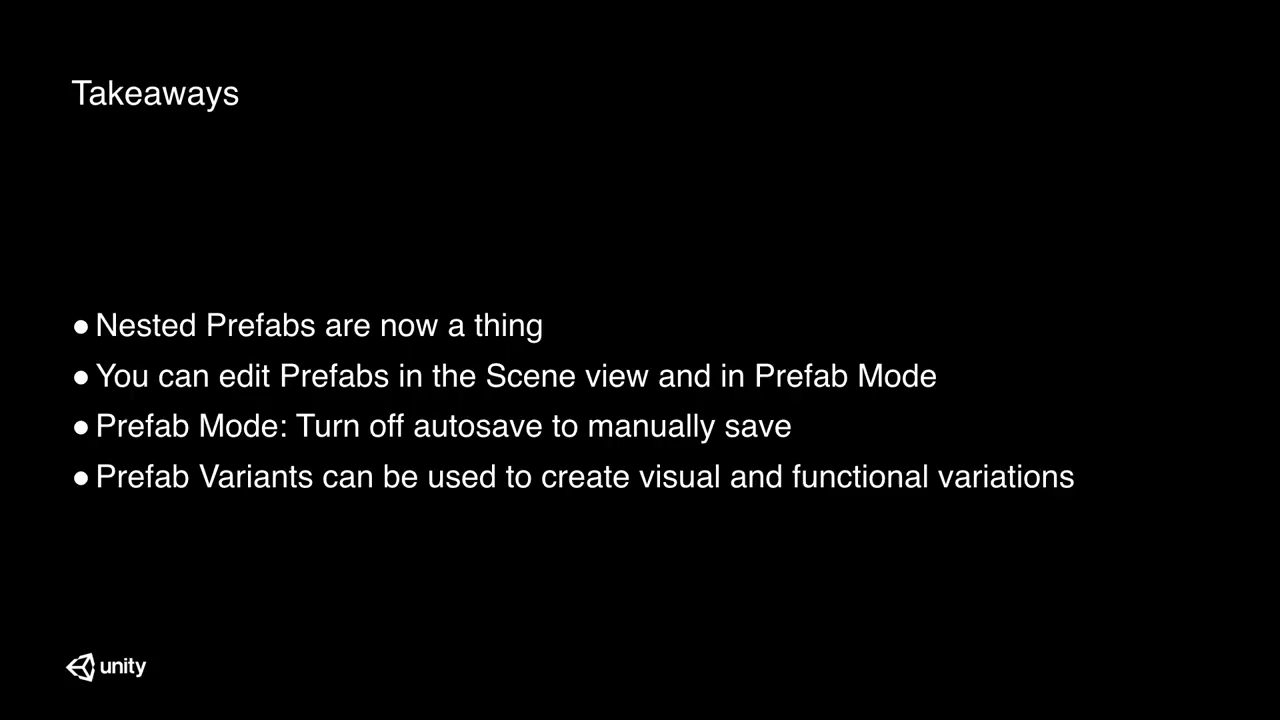 Takeaways
● Nested Prefabs are now a thing
● You can edit Prefabs in the Scene view and in Prefab Mode
● Prefab Mode: Turn off autosave to manually save
● Prefab Variants can be used to create visual and functional variations
unity